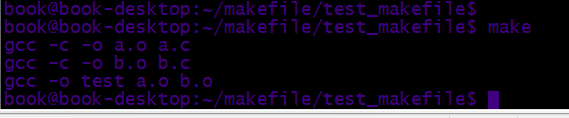 book@book-desktop:~/makefile/test_makefile$
book@book-desktop:~/makefile/test_makefile$ make
gcc -c -o a.o a.c
gcc -c -o b.o b.c
gcc -o test a.o b.o
book@book-desktop:~/makefile/test_makefile$